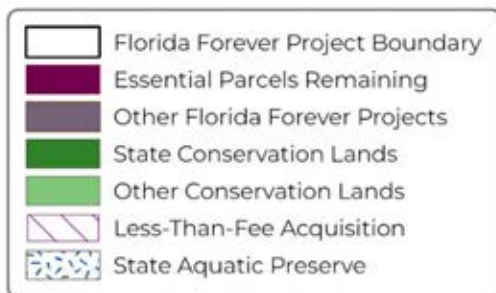 Florida Forever Project Boundary
Essential Parcels Remaining
Other Florida Forever Projects
State Conservation Lands
Other Conservation Lands
Less-Than-Fee Acquisition
State Aquatic Preserve